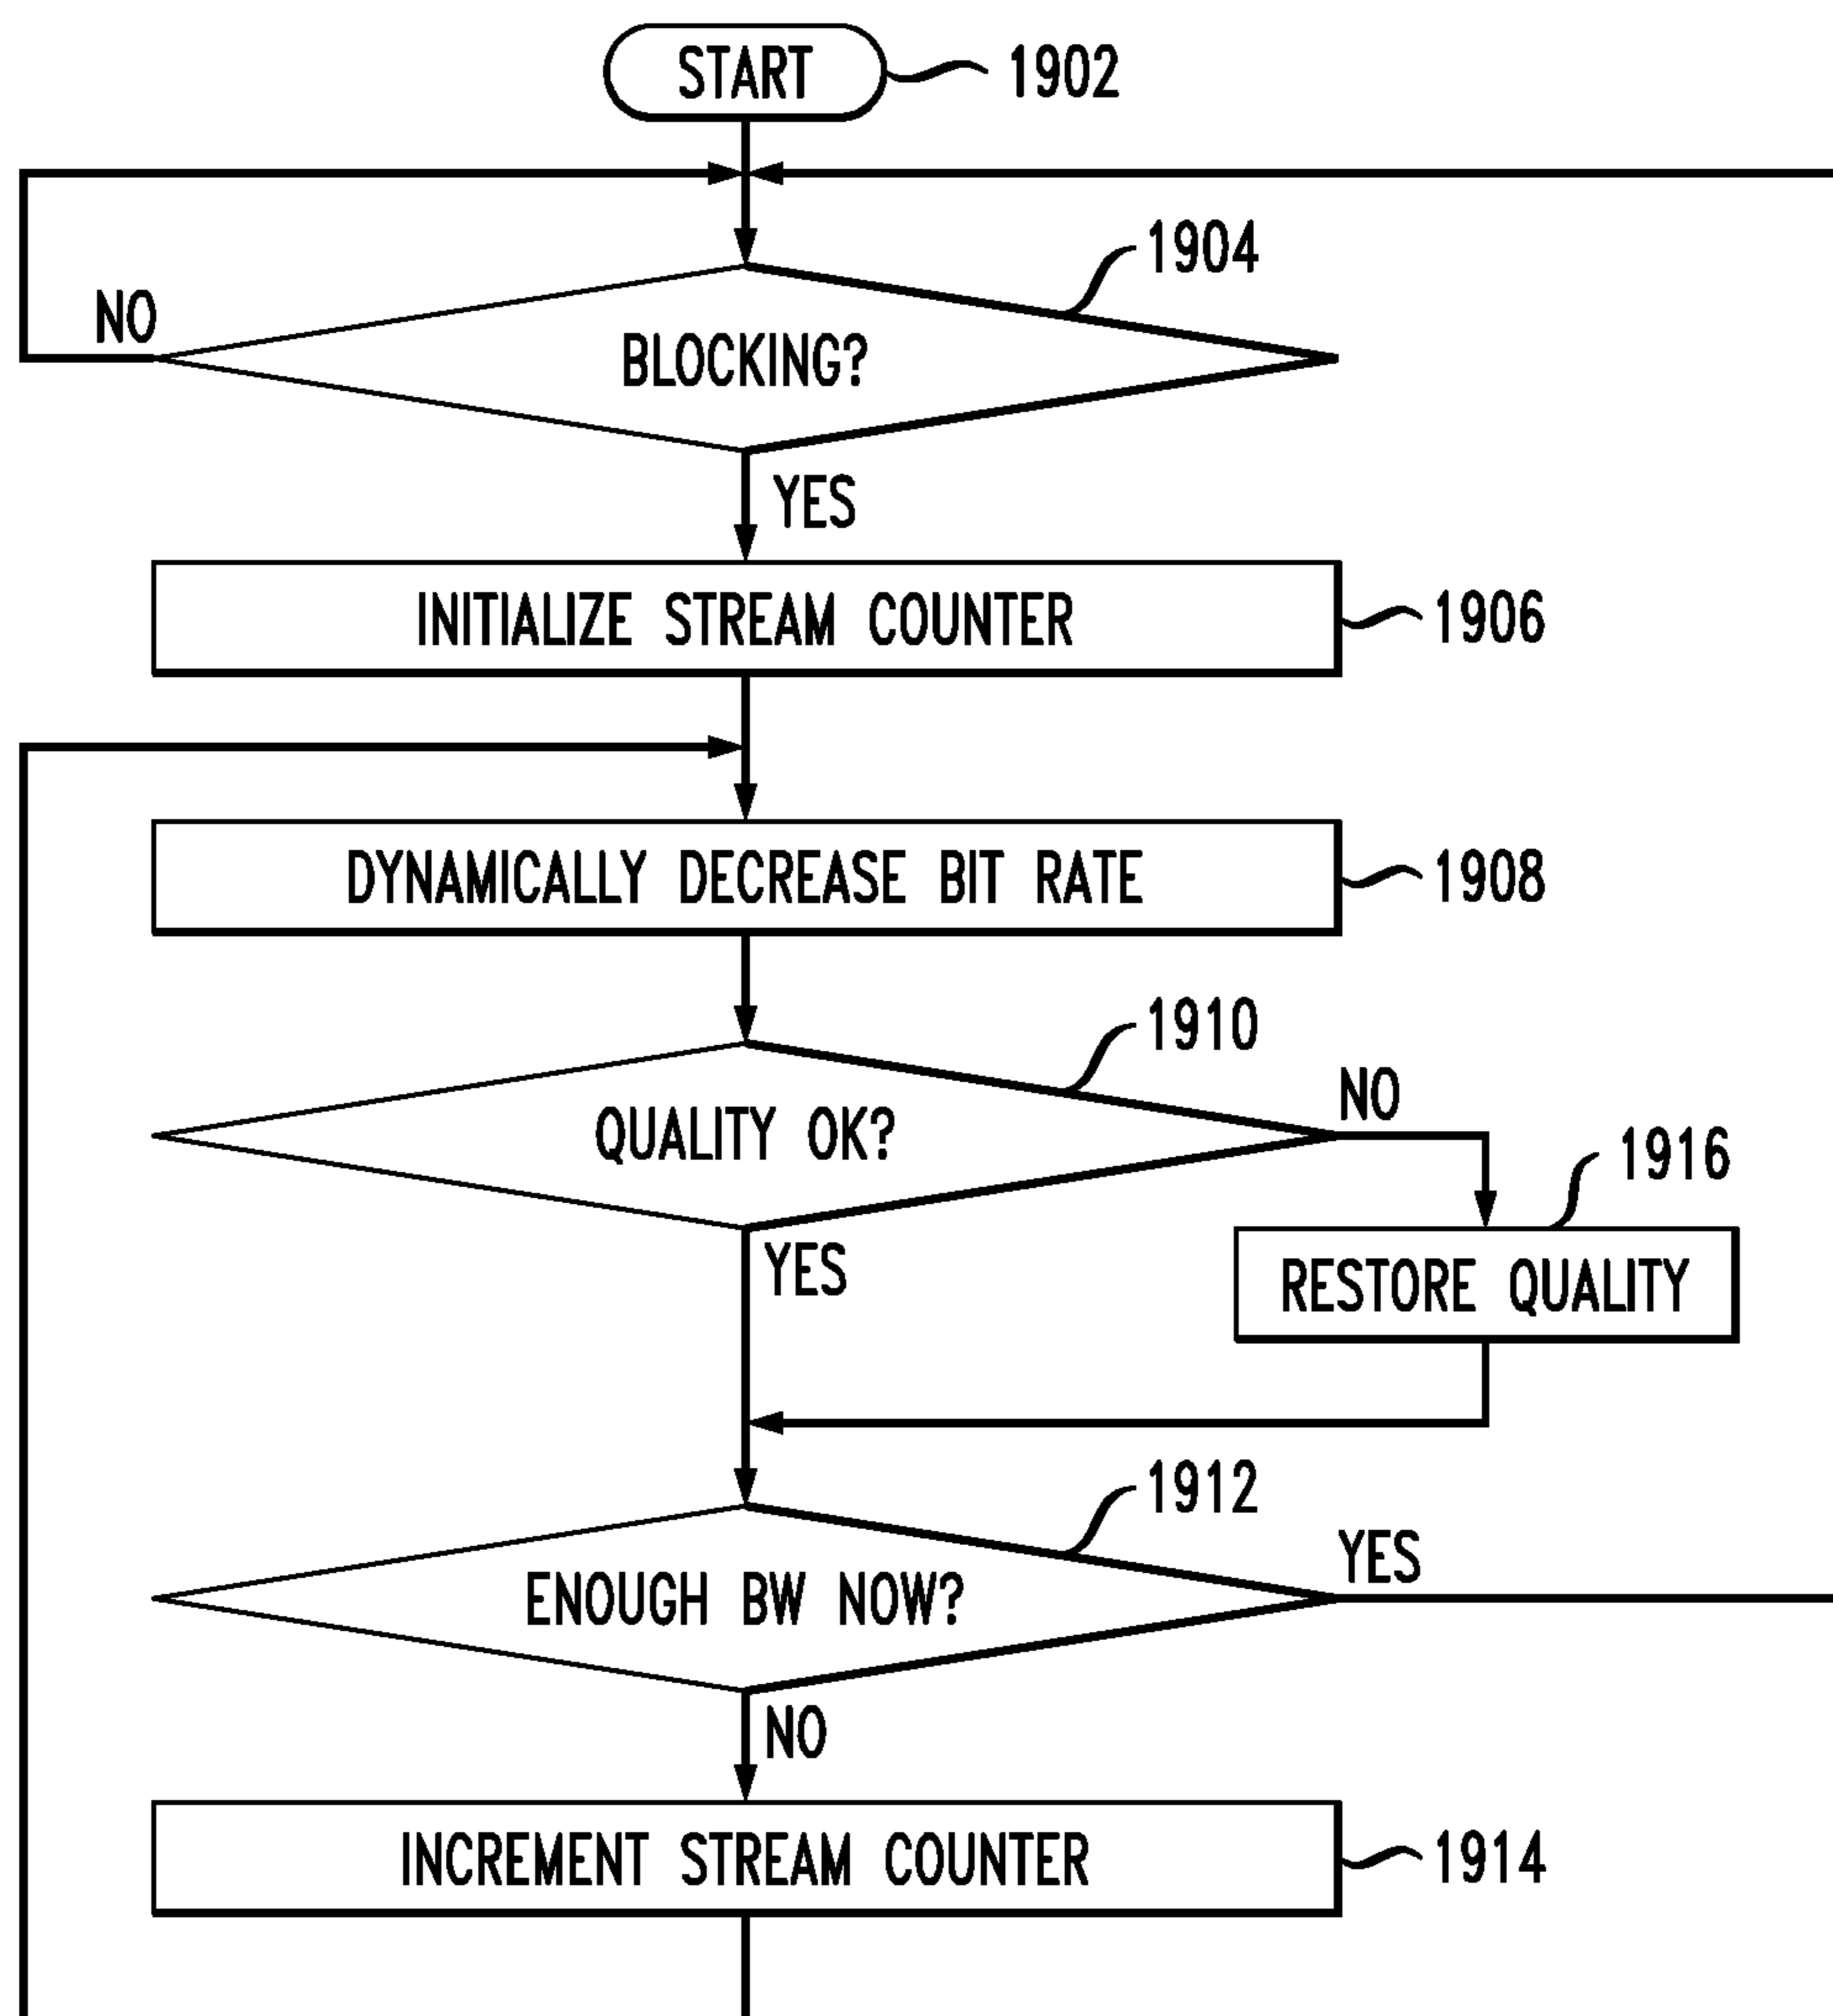 START
1902
1904
NO
BLOCKING?
YES
INITIALIZE STREAM COUNTER
1906
DYNAMICALLY DECREASE BIT RATE
1908
1910
NO
QUALITY OK?
1916
YES
RESTORE QUALITY
1912
YES
ENOUGH BW NOW?
NO
INCREMENT STREAM COUNTER
1914